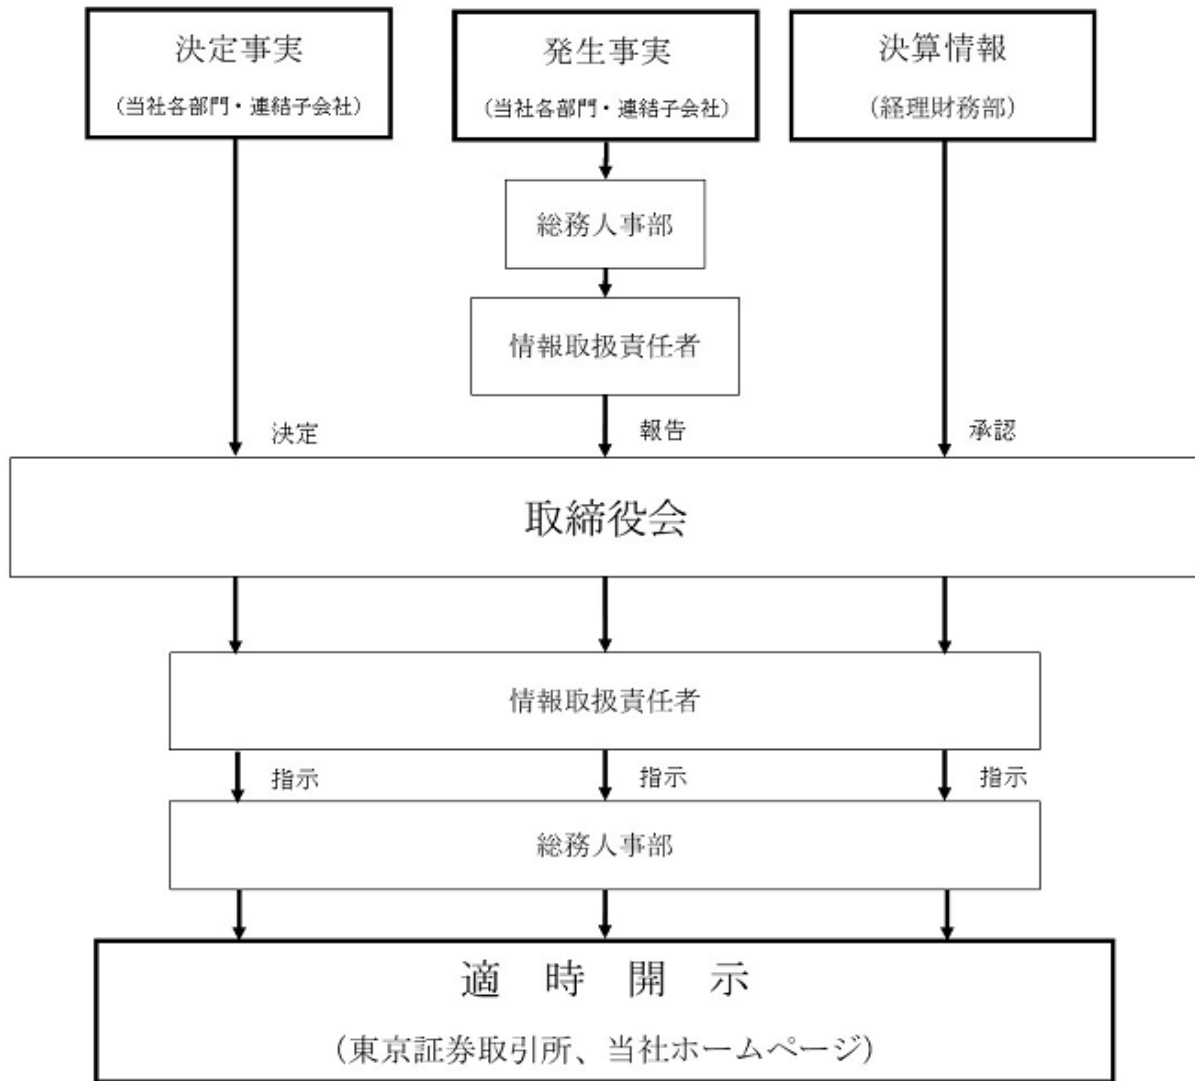 決定事実
（当社各部門・連結子会社）
発生事実
（当社各部門・連結子会社）
決算情報
（経理財務部）
総務人事部
情報取扱責任者
決定
報告
承認
取締役会
情報取扱責任者
指示
指示
指示
総務人事部
適時開示
（東京証券取引所、当社ホームページ）